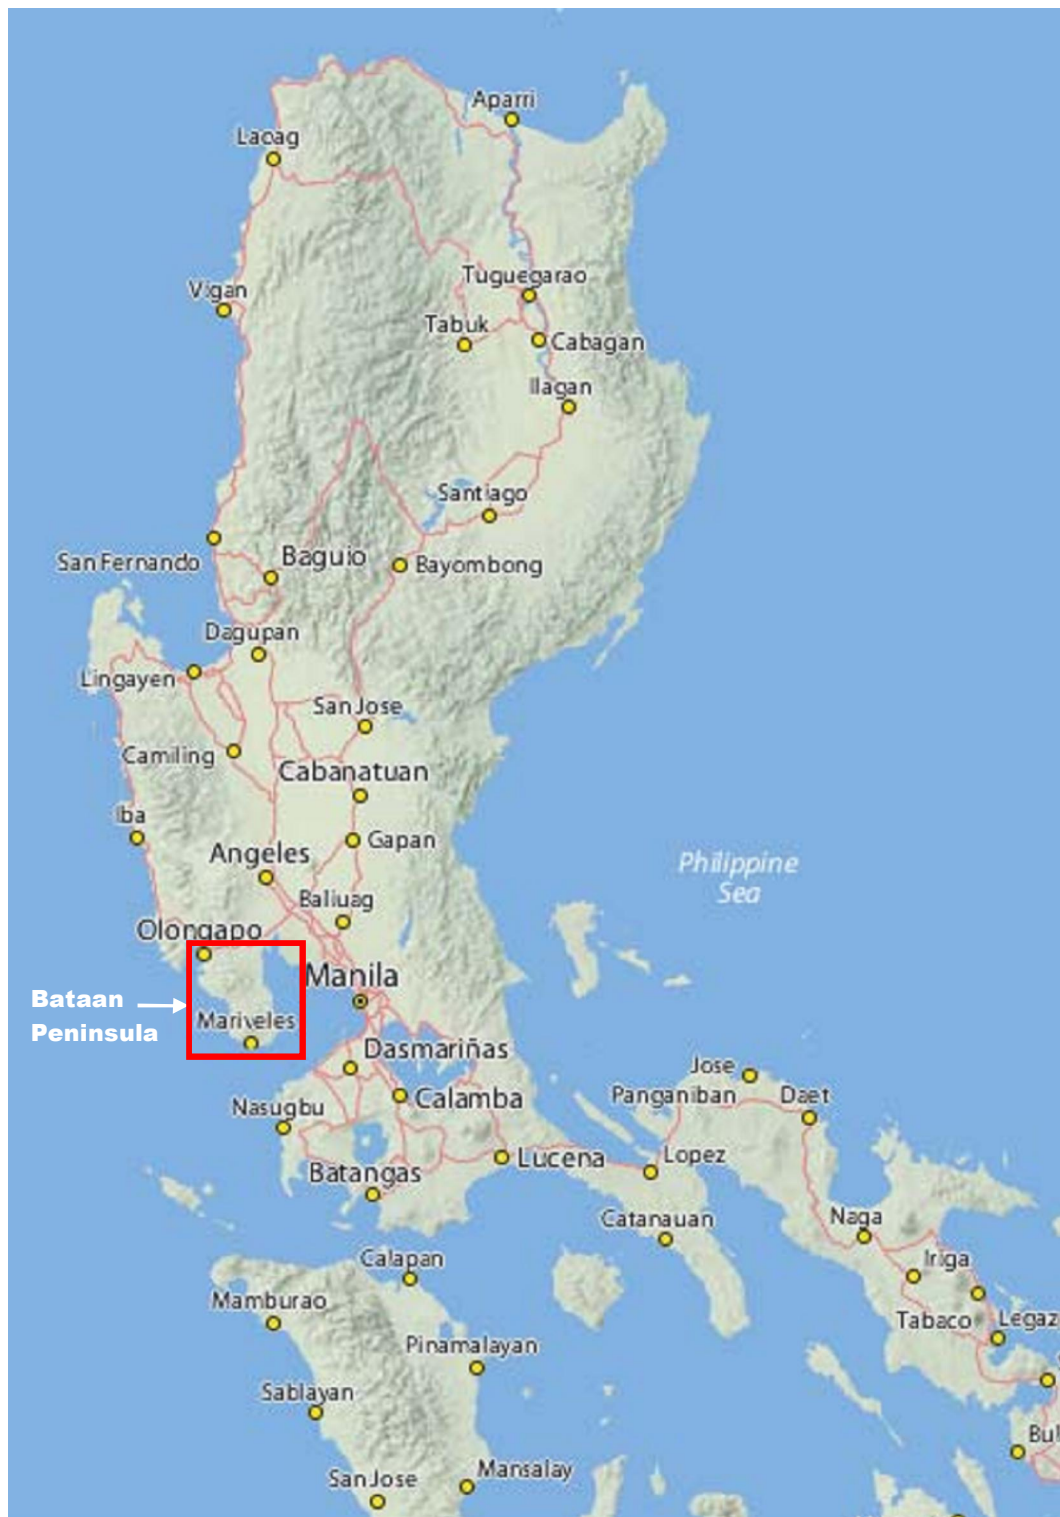 Aparri
Laoag
Tuguegarao
Vigan
Tabuk
Cabagan
Ilagan
Santiago
San Fernando
Baguio
Bayombong
Dagupan
Lingayen
San Jose
Camiling
Cabanatuan
Iba
Gapan
Angeles
Philippine
Sea
Baliuag
Olongapo
Manila
Bataan
Peninsula
Mariveles
Dasmariñas
Jose
Panganiban
Daet
Calamba
Nasugbu
Lucena
Lopez
Batangas
Catanauan
Naga
Calapan
Iriga
Mamburao
Tabaco
Legaz
Pinamalayan
Sablayan
Bul
San Jose
Mansalay